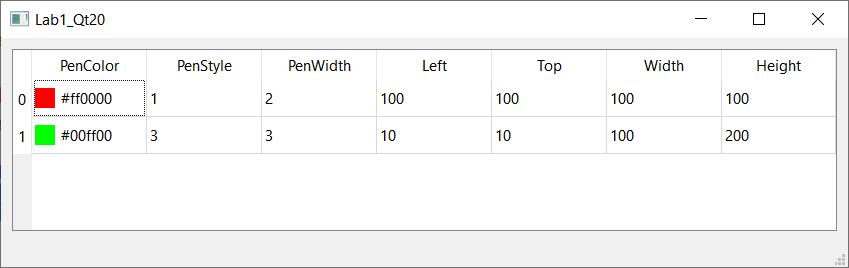 Lab1_Qt20
PenColor PenStyle PenWidth Left Top Width Height
0 #ff0000 1 2 100 100 100 100
1 #00ff00 3 3 10 10 100 200